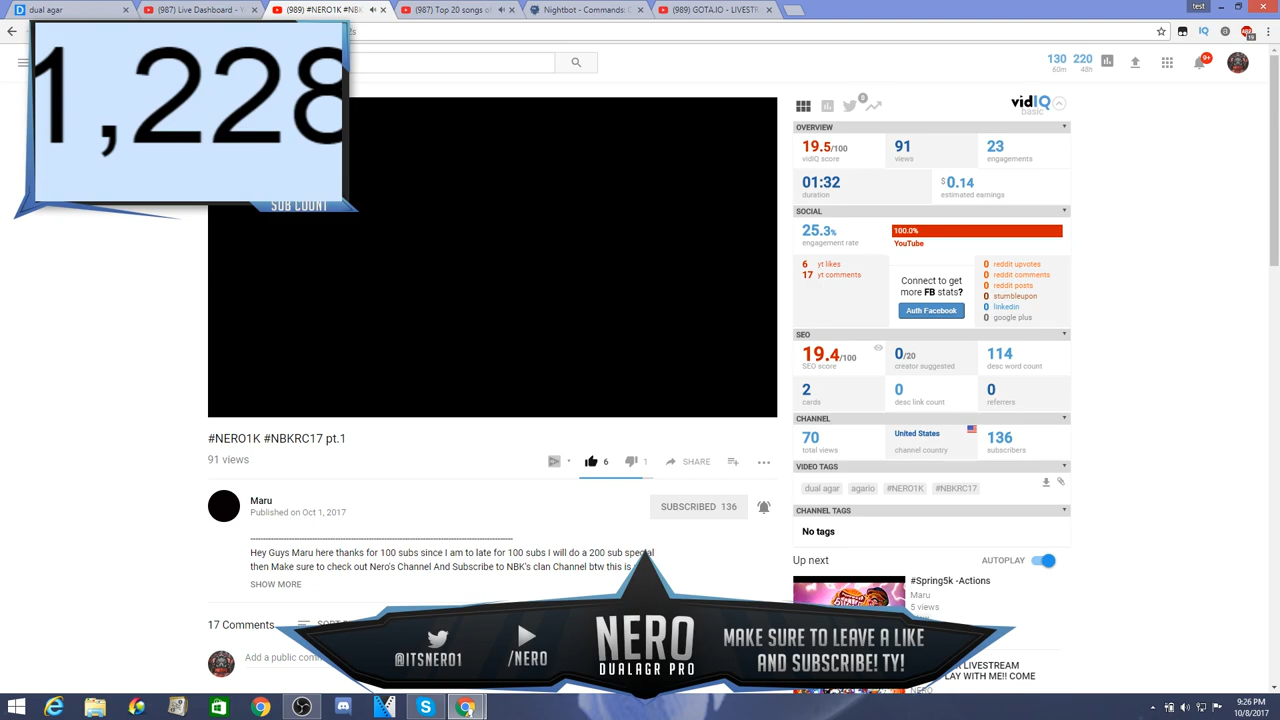 dual agar
(987) Live Dashboard - Y
(989) #NERO1K #NBK
(987) Top 20 songs of
Nightbot - Commands: C
(989) GOTA.IO - LIVESTR
test
1,228
SUB COUNT
130 60m
220 48h
9+
vidIQ
basic
OVERVIEW
19.5/100
vidIQ score
91
views
23
engagements
01:32
duration
$0.14
estimated earnings
SOCIAL
25.3%
engagement rate
100.0%
YouTube
6 yt likes
17 yt comments
Connect to get
more FB stats?
Auth Facebook
0 reddit upvotes
0 reddit comments
0 reddit posts
0 stumbleupon
0 linkedin
0 google plus
SEO
19.4/100
SEO score
0/20
creator suggested
114
desc word count
2
cards
0
desc link count
0
referrers
CHANNEL
70
total views
United States
channel country
136
subscribers
VIDEO TAGS
dual agar
agario
#NERO1K
#NBKRC17
CHANNEL TAGS
No tags
#NERO1K #NBKRC17 pt.1
91 views
6
1
SHARE
Maru
Published on Oct 1, 2017
SUBSCRIBED 136
Hey Guys Maru here thanks for 100 subs since I am to late for 100 subs I will do a 200 sub special
then Make sure to check out Nero's Channel And Subscribe to NBK's clan Channel btw this is
SHOW MORE
17 Comments
Add a public
Up next
AUTOPLAY
#Spring5k -Actions
Maru
5 views
LIVESTREAM
PLAY WITH ME!! COME
NERO
@ITSNERO1
/NERO
NERO
DUALAGR PRO
MAKE SURE TO LEAVE A LIKE
AND SUBSCRIBE! TY!
9:26 PM
10/8/2017